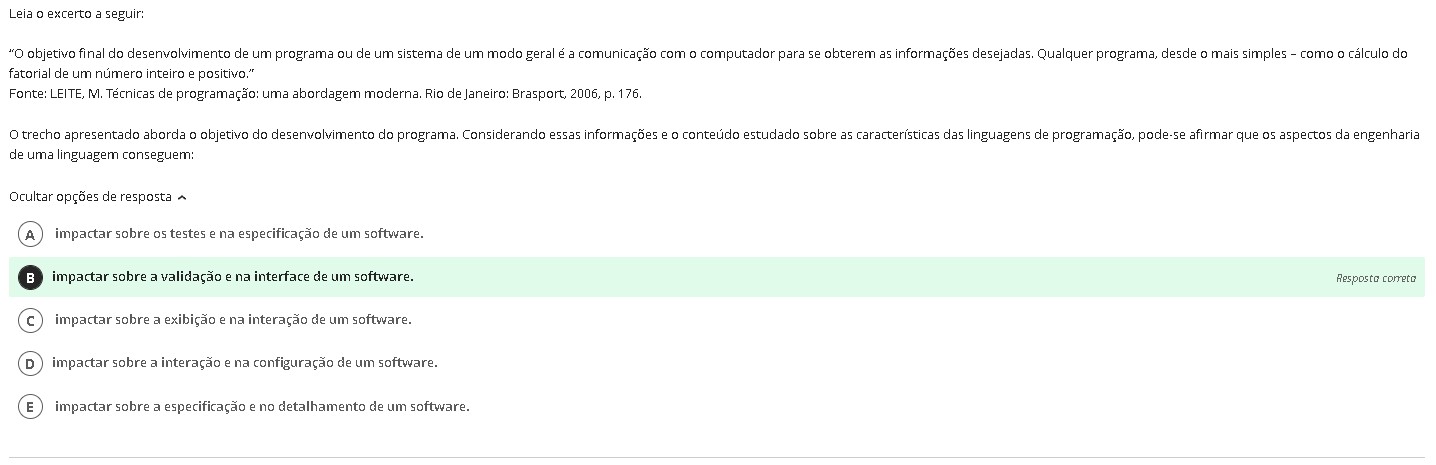 Leia o excerto a seguir:
“O objetivo final do desenvolvimento de um programa ou de um sistema de um modo geral é a comunicação com o computador para se obterem as informações desejadas. Qualquer programa, desde o mais simples – como o cálculo do
fatorial de um número inteiro e positivo.”
Fonte: LEITE, M. Técnicas de programação: uma abordagem moderna. Rio de Janeiro: Brasport, 2006, p. 176.
O trecho apresentado aborda o objetivo do desenvolvimento do programa. Considerando essas informações e o conteúdo estudado sobre as características das linguagens de programação, pode-se afirmar que os aspectos da engenharia
de uma linguagem conseguem:
Ocultar opções de resposta
A impactar sobre os testes e na especificação de um software.
B impactar sobre a validação e na interface de um software. Resposta correta
C impactar sobre a exibição e na interação de um software.
D impactar sobre a interação e na configuração de um software.
E impactar sobre a especificação e no detalhamento de um software.